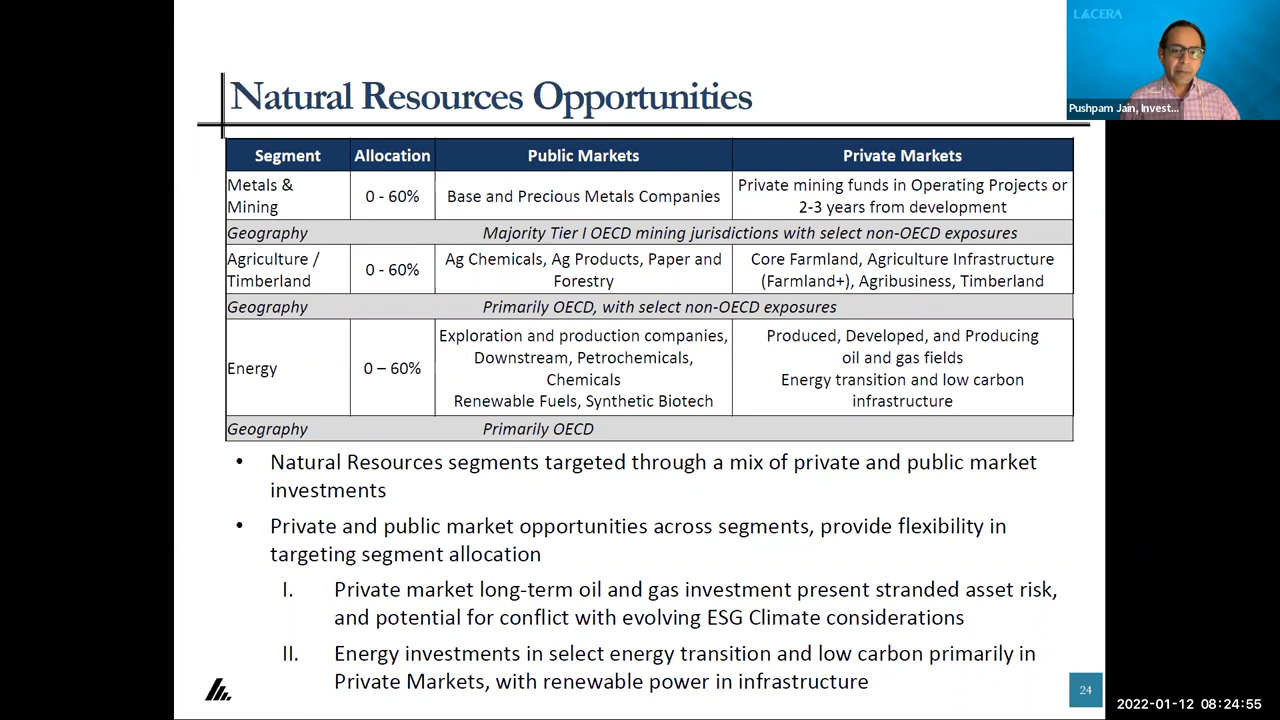 LACERA
Pushpam Jain, Invest...
Natural Resources Opportunities
Segment Allocation Public Markets Private Markets
Metals & Mining 0 - 60% Base and Precious Metals Companies Private mining funds in Operating Projects or 2-3 years from development
Geography Majority Tier I OECD mining jurisdictions with select non-OECD exposures
Agriculture / Timberland 0 - 60% Ag Chemicals, Ag Products, Paper and Forestry Core Farmland, Agriculture Infrastructure (Farmland+), Agribusiness, Timberland
Geography Primarily OECD, with select non-OECD exposures
Energy 0 – 60% Exploration and production companies, Downstream, Petrochemicals, Chemicals Renewable Fuels, Synthetic Biotech Produced, Developed, and Producing oil and gas fields Energy transition and low carbon infrastructure
Geography Primarily OECD
• Natural Resources segments targeted through a mix of private and public market
investments
• Private and public market opportunities across segments, provide flexibility in
targeting segment allocation
I. Private market long-term oil and gas investment present stranded asset risk,
and potential for conflict with evolving ESG Climate considerations
II. Energy investments in select energy transition and low carbon primarily in
Private Markets, with renewable power in infrastructure
24
2022-01-12 08:24:55